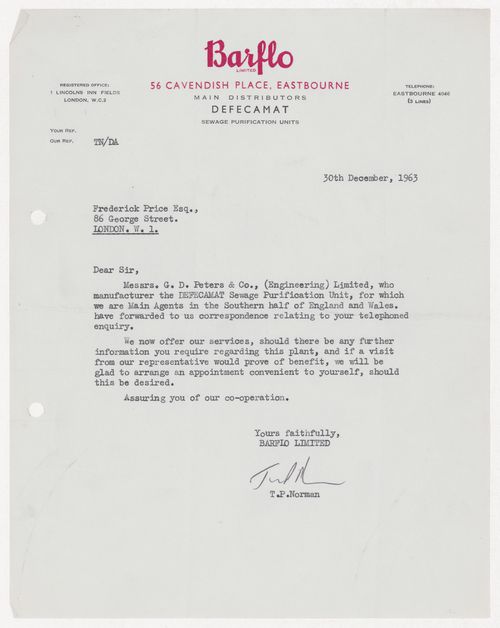 Barflo
LIMITED
56 CAVENDISH PLACE, EASTBOURNE
MAIN DISTRIBUTORS
DEFECAMAT
SEWAGE PURIFICATION UNITS
REGISTERED OFFICE:
1 LINCOLNS INN FIELDS
LONDON, W.C.2
TELEPHONE:
EASTBOURNE 4046
(3 LINES)
YOUR REF.
OUR REF. TN/DA
30th December, 1963
Frederick Price Esq.,
86 George Street.
LONDON. W. 1.
Dear Sir,
Messrs. G. D. Peters & Co., (Engineering) Limited, who
manufacturer the DEFECAMAT Sewage Purification Unit, for which
we are Main Agents in the Southern half of England and Wales.
have forwarded to us correspondence relating to your telephoned
enquiry.
We now offer our services, should there be any further
information you require regarding this plant, and if a visit
from our representative would prove of benefit, we will be
glad to arrange an appointment convenient to yourself, should
this be desired.
Assuring you of our co-operation.
Yours faithfully,
BARFLO LIMITED
T.P.Norman